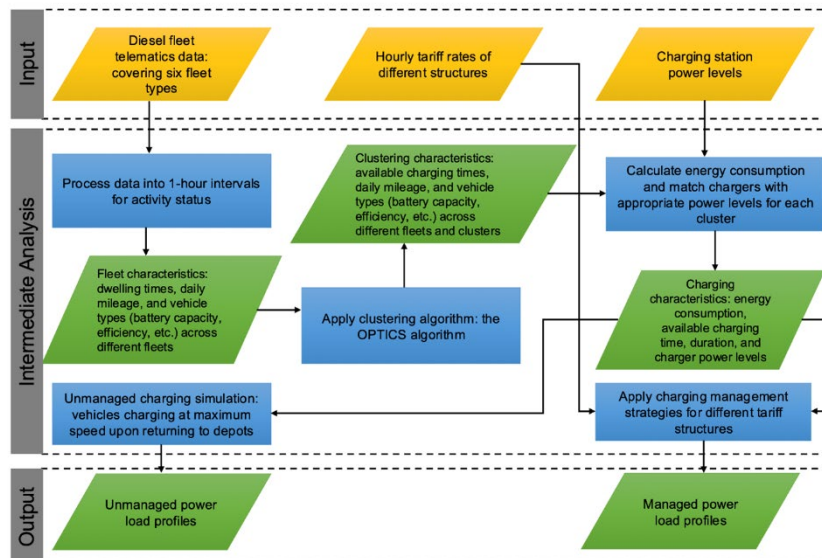 Input
Diesel fleet
telematics data:
covering six fleet
types
Hourly tariff rates of
different structures
Charging station
power levels
Intermediate Analysis
Process data into 1-hour intervals
for activity status
Clustering characteristics:
available charging times,
daily mileage, and vehicle
types (battery capacity,
efficiency, etc.) across
different fleets and clusters
Calculate energy consumption
and match chargers with
appropriate power levels for each
cluster
Fleet characteristics:
dwelling times, daily
mileage, and vehicle
types (battery capacity,
efficiency, etc.) across
different fleets
Apply clustering algorithm: the
OPTICS algorithm
Charging
characteristics: energy
consumption,
available charging
time, duration, and
charger power levels
Unmanaged charging simulation:
vehicles charging at maximum
speed upon returning to depots
Apply charging management
strategies for different tariff
structures
Output
Unmanaged power
load profiles
Managed power
load profiles